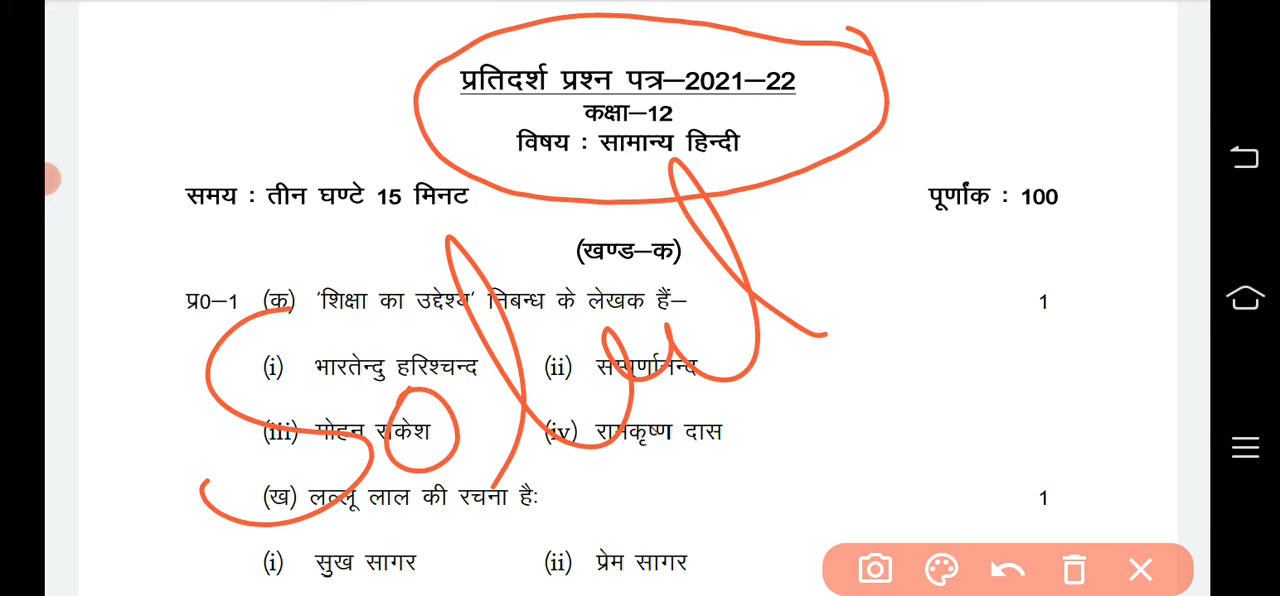 प्रतिदर्श प्रश्न पत्र–2021–22
कक्षा–12
विषय : सामान्य हिन्दी
समय : तीन घण्टे 15 मिनट पूर्णांक : 100
(खण्ड–क)
प्र0–1 (क) 'शिक्षा का उद्देश्य' निबन्ध के लेखक हैं– 1
(i) भारतेन्दु हरिश्चन्द (ii) सम्पूर्णानन्द
(iii) मोहन राकेश (iv) रामकृष्ण दास
(ख) लल्लू लाल की रचना है: 1
(i) सुख सागर (ii) प्रेम सागर